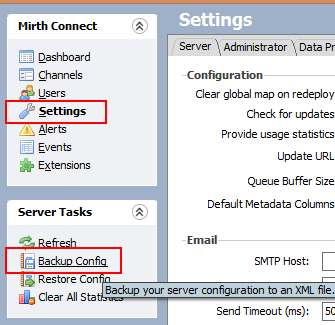 Mirth Connect
Dashboard
Channels
Users
Settings
Alerts
Events
Extensions
Server Tasks
Refresh
Backup Config
Restore Config
Clear All Statistics
Backup your server configuration to an XML file.
Settings
Server
Administrator
Data Pr
Configuration
Clear global map on redeploy
Check for updates
Provide usage statistics
Update URL
Queue Buffer Size
Default Metadata Columns
Email
SMTP Host:
Send Timeout (ms):
50